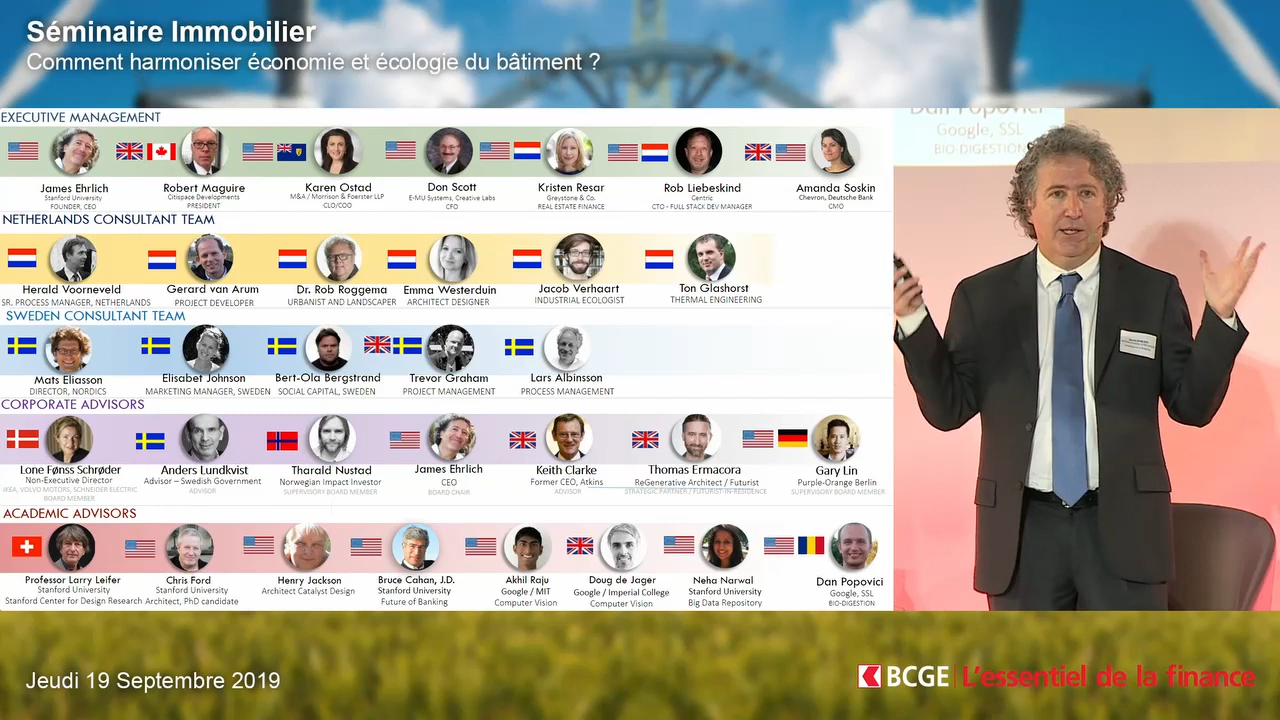 Séminaire Immobilier
Comment harmoniser économie et écologie du bâtiment ?
EXECUTIVE MANAGEMENT
James Ehrlich
Stanford University
FOUNDER, CEO
Robert Maguire
Citispace Developments
PRESIDENT
Karen Ostad
M&A / Morrison & Foerster LLP
CLO/COO
Don Scott
E-MU Systems, Creative Labs
CFO
Kristen Resar
Greystone & Co.
REAL ESTATE FINANCE
Rob Liebeskind
Centric
CTO - FULL STACK DEV MANAGER
Amanda Soskin
Chevron, Deutsche Bank
CMO
NETHERLANDS CONSULTANT TEAM
Herald Voorneveld
SR. PROCESS MANAGER, NETHERLANDS
Gerard van Arum
PROJECT DEVELOPER
Dr. Rob Roggema
URBANIST AND LANDSCAPER
Emma Westerduin
ARCHITECT DESIGNER
Jacob Verhaart
INDUSTRIAL ECOLOGIST
Ton Glashorst
THERMAL ENGINEERING
SWEDEN CONSULTANT TEAM
Mats Eliasson
DIRECTOR, NORDICS
Elisabet Johnson
MARKETING MANAGER, SWEDEN
Bert-Ola Bergstrand
SOCIAL CAPITAL, SWEDEN
Trevor Graham
PROJECT MANAGEMENT
Lars Albinsson
PROCESS MANAGEMENT
CORPORATE ADVISORS
Lone Fønss Schrøder
Non-Executive Director
IKEA, VOLVO MOTORS, SCHNEIDER ELECTRIC
BOARD MEMBER
Anders Lundkvist
Advisor – Swedish Government
ADVISOR
Tharald Nustad
Norwegian Impact Investor
SUPERVISORY BOARD MEMBER
James Ehrlich
CEO
BOARD CHAIR
Keith Clarke
Former CEO, Atkins
ADVISOR
Thomas Ermacora
ReGenerative Architect / Futurist
STRATEGIC PARTNER / FUTURIST-IN-RESIDENCE
Gary Lin
Purple-Orange Berlin
SUPERVISORY BOARD MEMBER
ACADEMIC ADVISORS
Professor Larry Leifer
Stanford University
Stanford Center for Design Research
Chris Ford
Stanford University
Architect, PhD candidate
Henry Jackson
Architect Catalyst Design
Bruce Cahan, J.D.
Stanford University
Future of Banking
Akhil Raju
Google / MIT
Computer Vision
Doug de Jager
Google / Imperial College
Computer Vision
Neha Narwal
Stanford University
Big Data Repository
Dan Popovici
Google, SSL
BIO-DIGESTION
Dan Popovici
Google, SSL
BIO-DIGESTION
Jeudi 19 Septembre 2019
BCGE L'essentiel de la finance